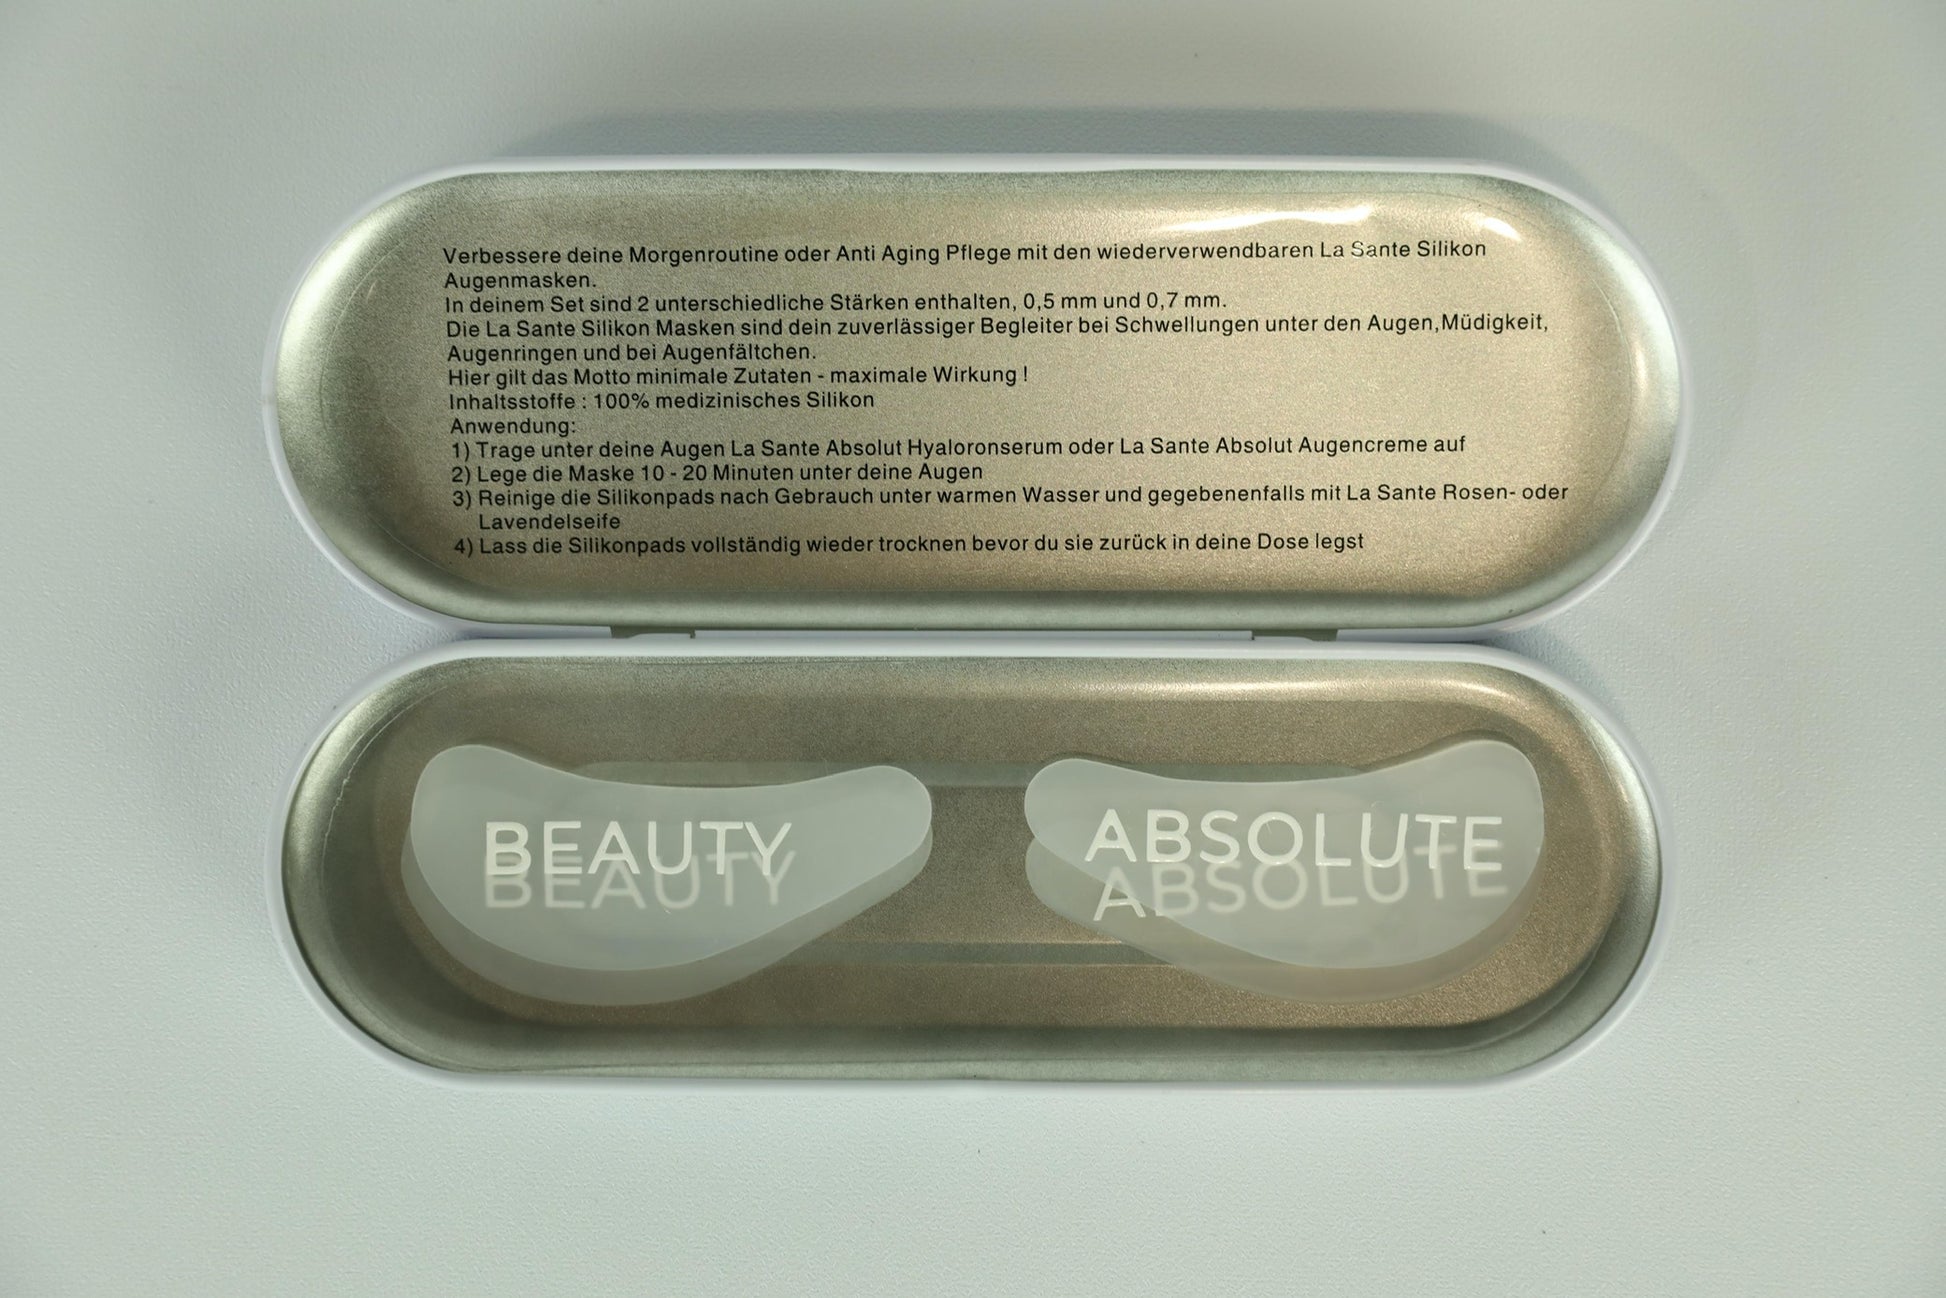 Verbessere deine Morgenroutine oder Anti Aging Pflege mit den wiederverwendbaren La Sante Silikon
Augenmasken.
In deinem Set sind 2 unterschiedliche Stärken enthalten, 0,5 mm und 0,7 mm.
Die La Sante Silikon Masken sind dein zuverlässiger Begleiter bei Schwellungen unter den Augen,Müdigkeit,
Augenringen und bei Augenfältchen.
Hier gilt das Motto minimale Zutaten - maximale Wirkung !
Inhaltsstoffe : 100% medizinisches Silikon
Anwendung:
1) Trage unter deine Augen La Sante Absolut Hyaloronserum oder La Sante Absolut Augencreme auf
2) Lege die Maske 10 - 20 Minuten unter deine Augen
3) Reinige die Silikonpads nach Gebrauch unter warmen Wasser und gegebenenfalls mit La Sante Rosen- oder
Lavendelseife
4) Lass die Silikonpads vollständig wieder trocknen bevor du sie zurück in deine Dose legst
BEAUTY
BEAUTY
ABSOLUTE
ABSOLUTE